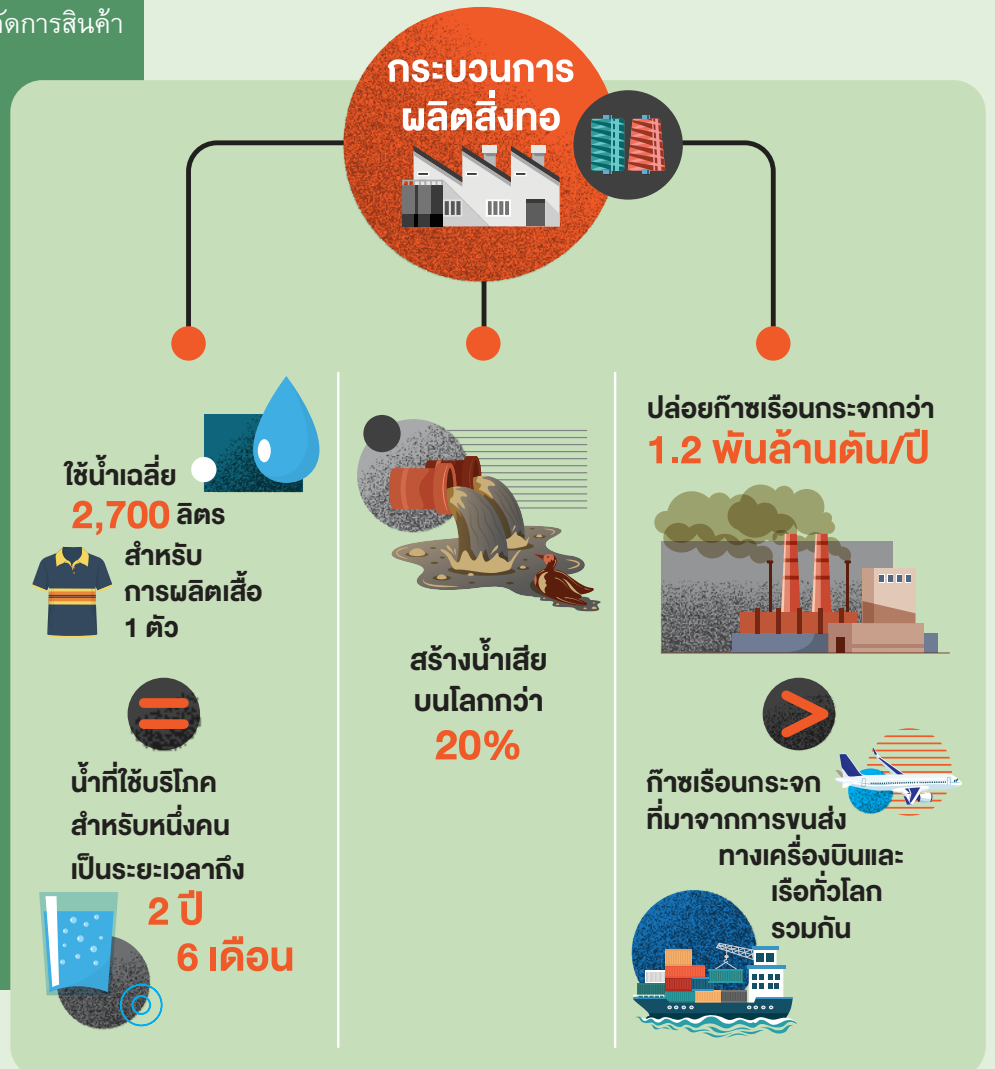 จัดการสินค้า
กระบวนการ
ผลิตสิ่งทอ
ใช้น้ำเฉลี่ย
2,700 ลิตร
สำหรับ
การผลิตเสื้อ
1 ตัว
=
น้ำที่ใช้บริโภค
สำหรับหนึ่งคน
เป็นระยะเวลาถึง
2 ปี
6 เดือน
สร้างน้ำเสีย
บนโลกกว่า
20%
ปล่อยก๊าซเรือนกระจกกว่า
1.2 พันล้านตัน/ปี
>
ก๊าซเรือนกระจก
ที่มาจากการขนส่ง
ทางเครื่องบินและ
เรือทั่วโลก
รวมกัน